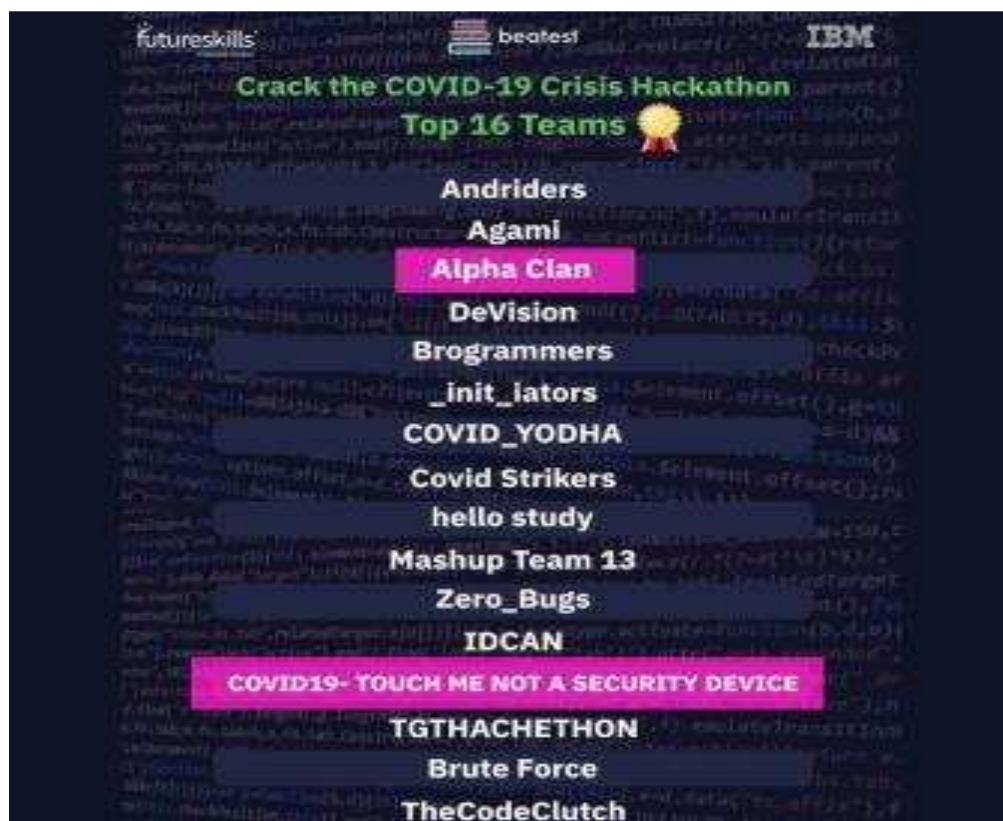 futureskills
beatest
IBM
Crack the COVID-19 Crisis Hackathon
Top 16 Teams
Andriders
Agami
Alpha Clan
DeVision
Brogrammers
_init_iators
COVID_YODHA
Covid Strikers
hello study
Mashup Team 13
Zero_Bugs
IDCAN
COVID19- TOUCH ME NOT A SECURITY DEVICE
TGTHACHETHON
Brute Force
TheCodeClutch